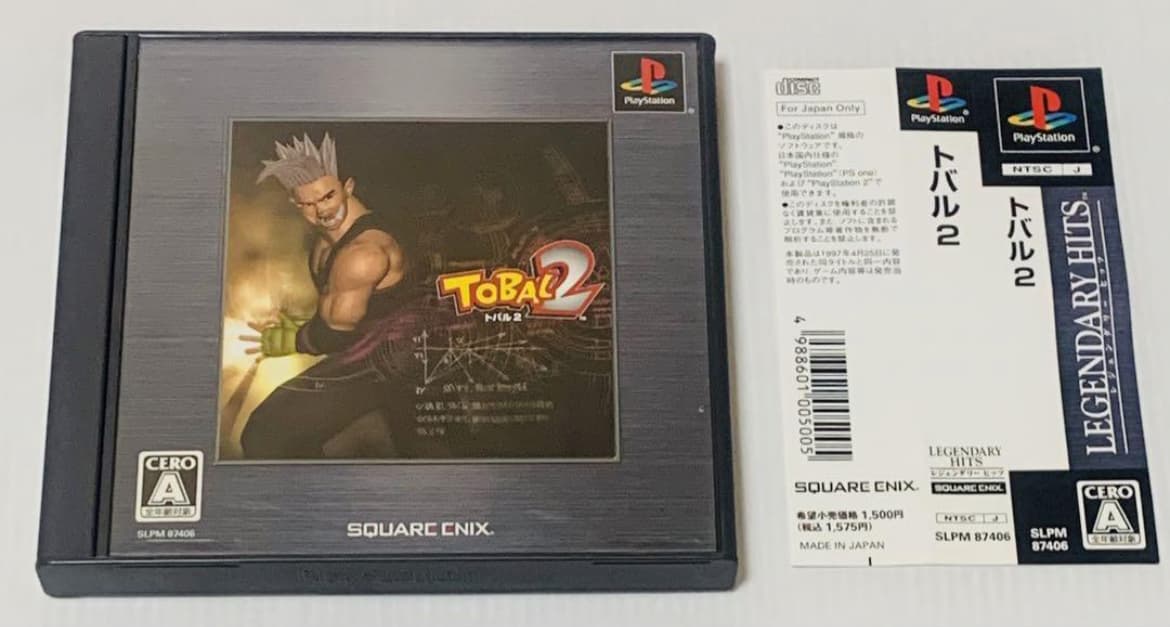 PlayStation
TOBAL2
トバル2
CERO
A
全年齢対象
SLPM 87406
SQUARE ENIX
COMPACT
disc
For Japan Only
●このディスクは
"PlayStation" 規格の
ソフトウェアです。
日本国内仕様の
"PlayStation"
"PlayStation"(PS one)
および "PlayStation 2"で
使用できます。
●このディスクを権利者の許諾
なく賃貸業に使用することを禁
止します。また、ソフトに含まれる
プログラム等著作物を無断で
解析することを禁止します。
本製品は1997年4月25日に発
売された同タイトルと同一内容
であり、ゲーム内容等は発売当
時のものです。
4 988601 005005
SQUARE ENIX.
希望小売価格 1,500円
(税込 1,575円)
MADE IN JAPAN
PlayStation
トバル2
LEGENDARY
HITS
レジェンダリー ヒッツ
SQUARE ENIX
NTSC J
SLPM 87406
PlayStation
NTSC J
トバル2
LEGENDARY HITS
レジェンダリー ヒッツ
SLPM
87406
CERO
A
全年齢対象